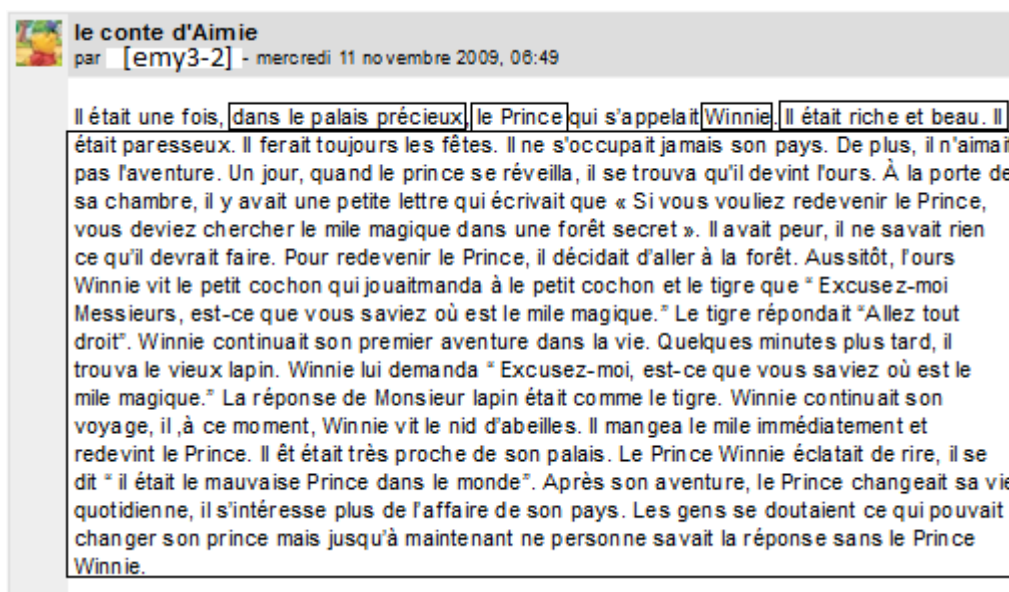 le conte d'Aimie
par [emy3-2] - mercredi 11 novembre 2009, 06:49
Il était une fois, dans le palais précieux, le Prince qui s'appelait Winnie. Il était riche et beau. Il
était paresseux. Il ferait toujours les fêtes. Il ne s'occupait jamais son pays. De plus, il n'aimait
pas l'aventure. Un jour, quand le prince se réveilla, il se trouva qu'il devint l'ours. À la porte de
sa chambre, il y avait une petite lettre qui écrivait que « Si vous vouliez redevenir le Prince,
vous deviez chercher le mile magique dans une forêt secret ». Il avait peur, il ne savait rien
ce qu'il devrait faire. Pour redevenir le Prince, il décidait d'aller à la forêt. Aussitôt, l'ours
Winnie vit le petit cochon qui jouaitmanda à le petit cochon et le tigre que “ Excusez-moi
Messieurs, est-ce que vous saviez où est le mile magique.” Le tigre répondait “Allez tout
droit”. Winnie continuait son premier aventure dans la vie. Quelques minutes plus tard, il
trouva le vieux lapin. Winnie lui demanda “ Excusez-moi, est-ce que vous saviez où est le
mile magique.” La réponse de Monsieur lapin était comme le tigre. Winnie continuait son
voyage, il ,à ce moment, Winnie vit le nid d'abeilles. Il mangea le mile immédiatement et
redevint le Prince. Il êt était très proche de son palais. Le Prince Winnie éclatait de rire, il se
dit “ il était le mauvaise Prince dans le monde”. Après son aventure, le Prince changeait sa vie
quotidienne, il s'intéresse plus de l'affaire de son pays. Les gens se doutaient ce qui pouvait
changer son prince mais jusqu'à maintenant ne personne savait la réponse sans le Prince
Winnie.